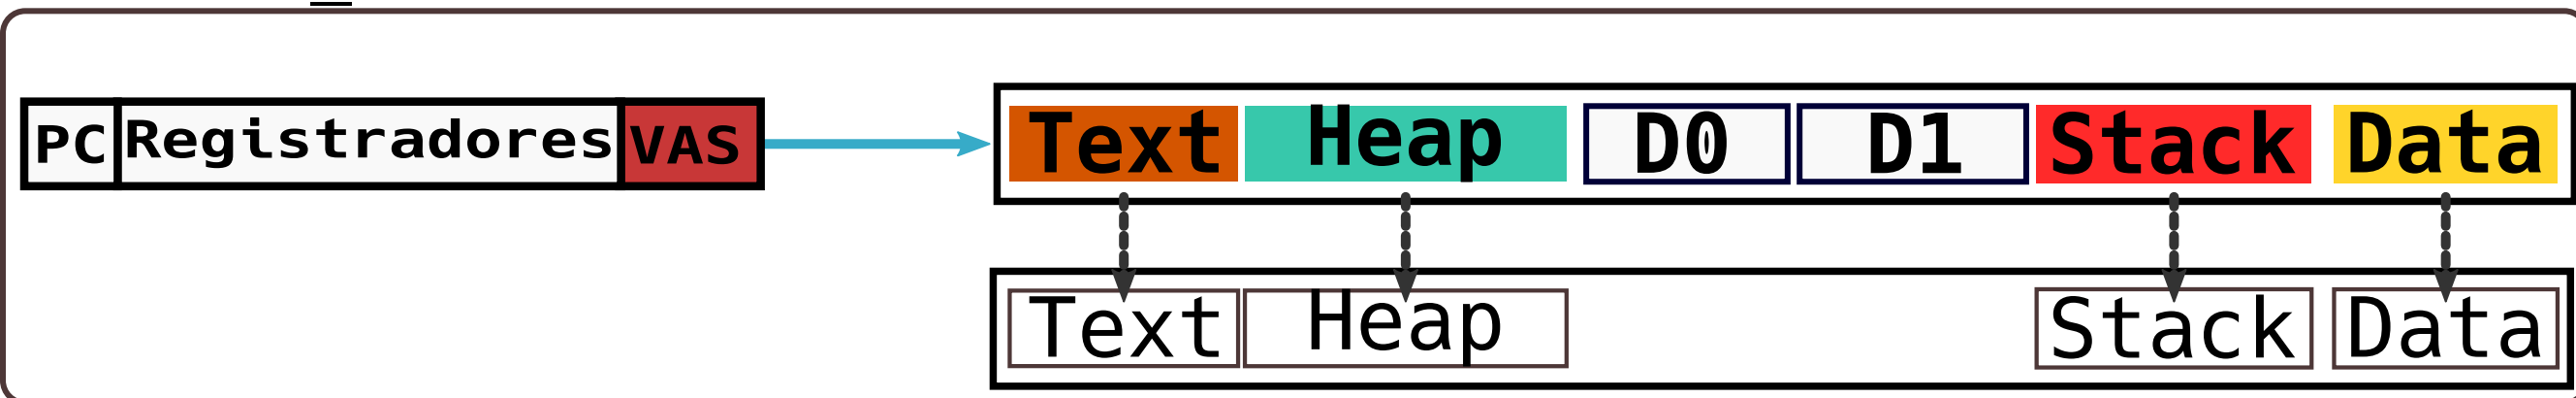 PC Registradores VAS Text Heap D0 D1 Stack Data
Text Heap Stack Data